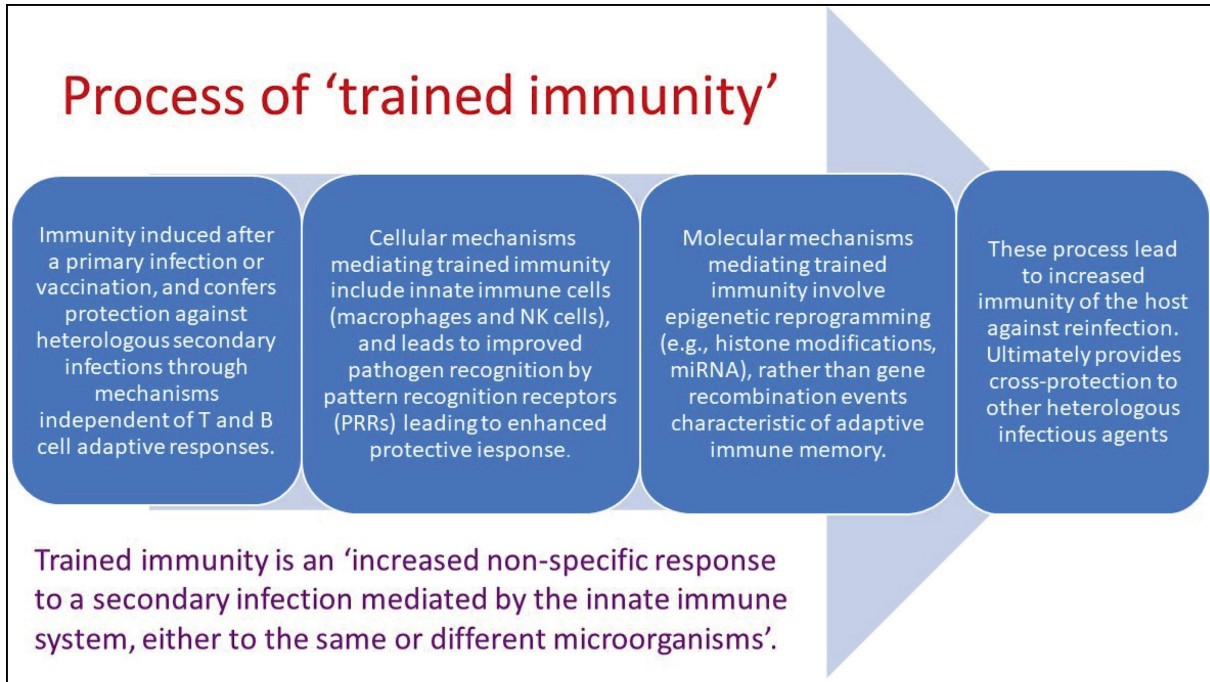 Process of ‘trained immunity’
Immunity induced after
a primary infection or
vaccination, and confers
protection against
heterologous secondary
infections through
mechanisms
independent of T and B
cell adaptive responses.
Cellular mechanisms
mediating trained immunity
include innate immune cells
(macrophages and NK cells),
and leads to improved
pathogen recognition by
pattern recognition receptors
(PRRs) leading to enhanced
protective iesponse.
Molecular mechanisms
mediating trained
immunity involve
epigenetic reprogramming
(e.g., histone modifications,
miRNA), rather than gene
recombination events
characteristic of adaptive
immune memory.
These process lead
to increased
immunity of the host
against reinfection.
Ultimately provides
cross-protection to
other heterologous
infectious agents
Trained immunity is an ‘increased non-specific response
to a secondary infection mediated by the innate immune
system, either to the same or different microorganisms’.